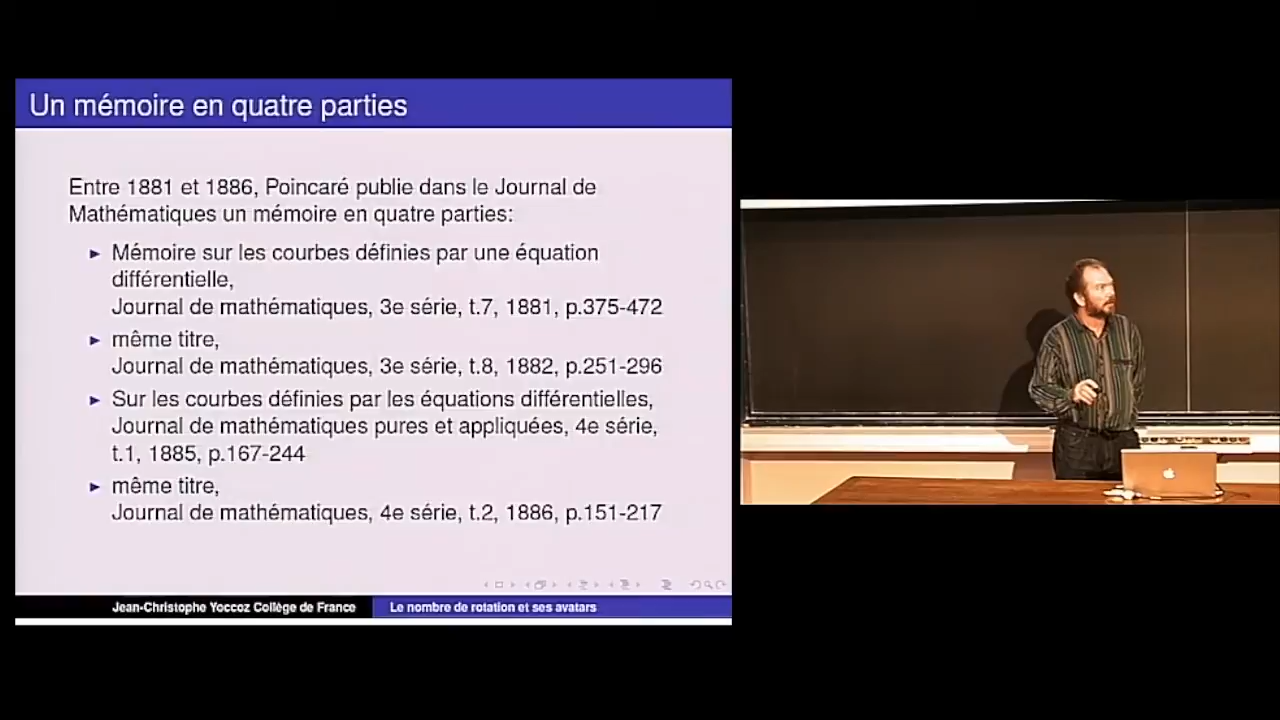 Un mémoire en quatre parties
Entre 1881 et 1886, Poincaré publie dans le Journal de
Mathématiques un mémoire en quatre parties:
Mémoire sur les courbes définies par une équation
différentielle,
Journal de mathématiques, 3e série, t.7, 1881, p.375-472
même titre,
Journal de mathématiques, 3e série, t.8, 1882, p.251-296
Sur les courbes définies par les équations différentielles,
Journal de mathématiques pures et appliquées, 4e série,
t.1, 1885, p.167-244
même titre,
Journal de mathématiques, 4e série, t.2, 1886, p.151-217
Jean-Christophe Yoccoz Collège de France
Le nombre de rotation et ses avatars